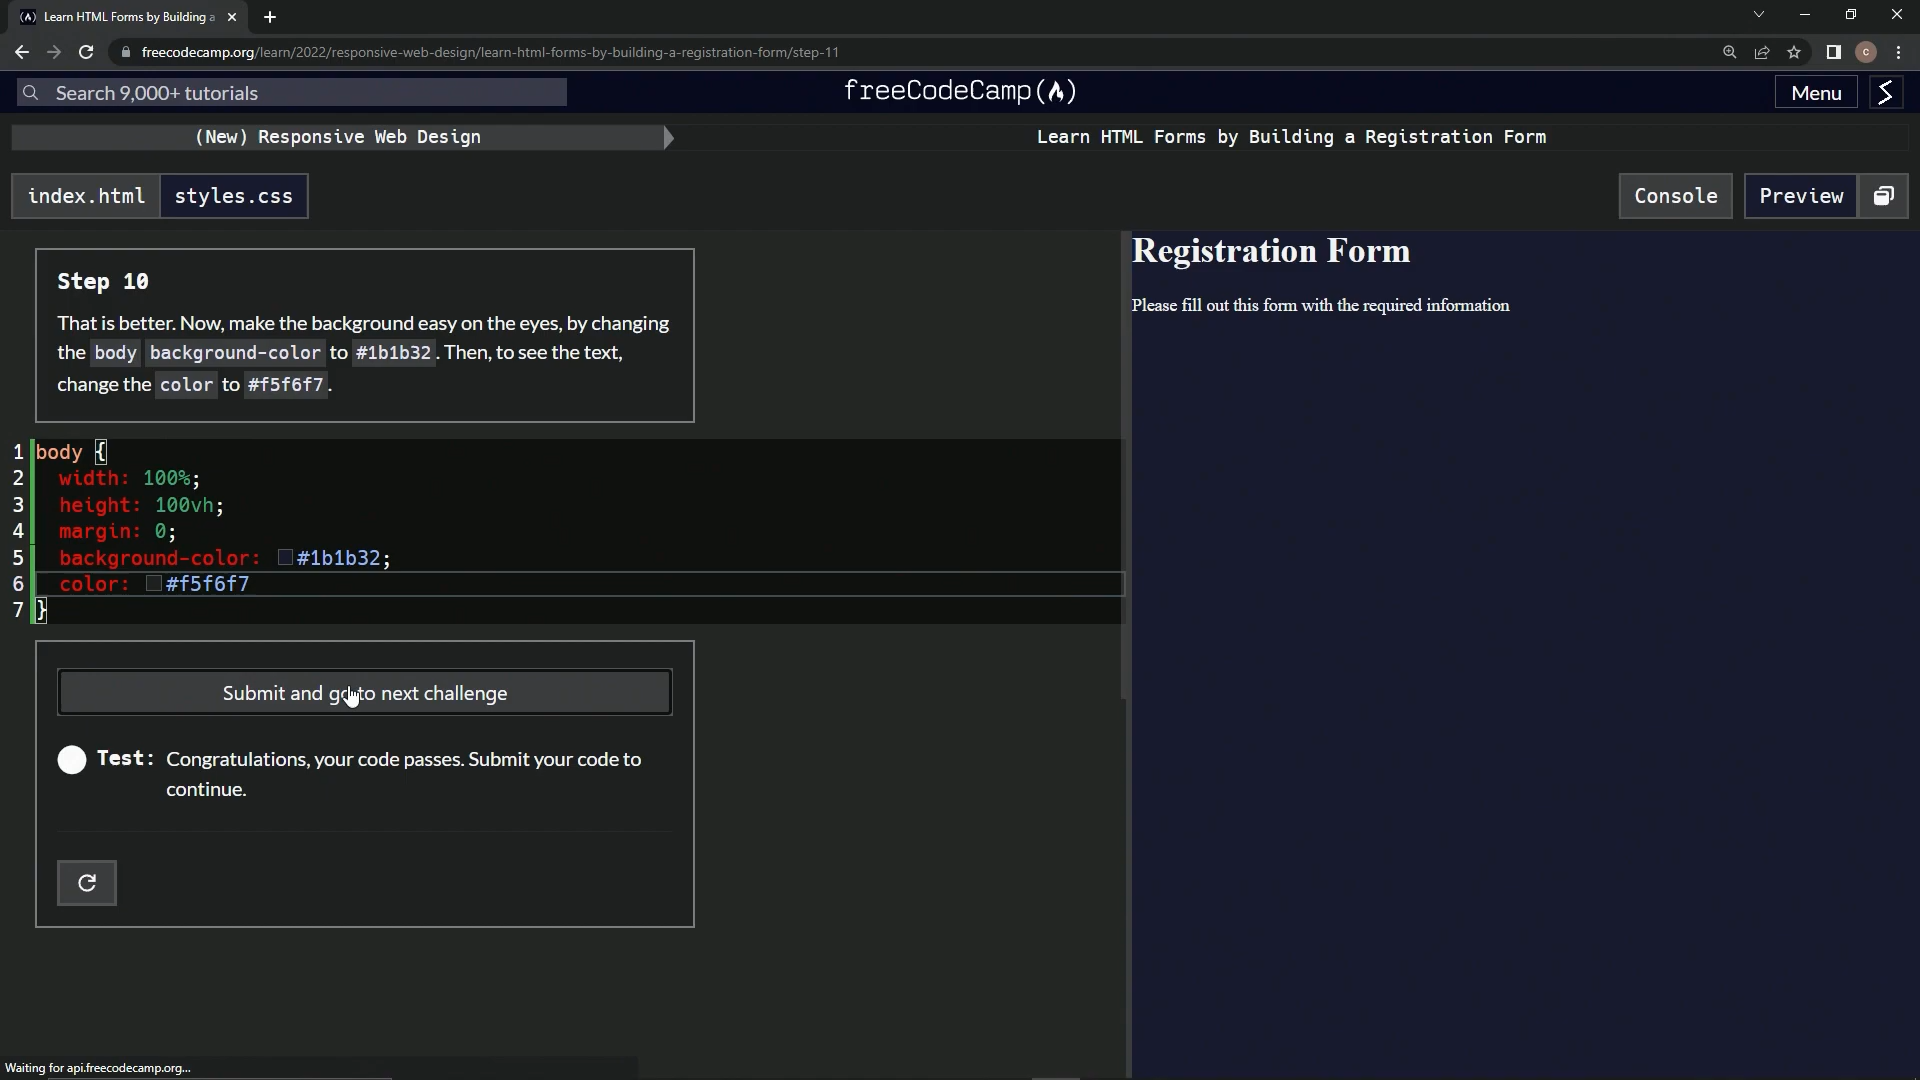 Learn HTML Forms by Building a
freecodecamp.org/learn/2022/responsive-web-design/learn-html-forms-by-building-a-registration-form/step-11
c
Search 9,000+ tutorials
freeCodeCamp
Menu
(New) Responsive Web Design
Learn HTML Forms by Building a Registration Form
index.html
styles.css
Console
Preview
Step 10
That is better. Now, make the background easy on the eyes, by changing
the body background-color to #1b1b32. Then, to see the text,
change the color to #f5f6f7.
1 body {
2 width: 100%;
3 height: 100vh;
4 margin: 0;
5 background-color: #1b1b32;
6 color: #f5f6f7
7 }
Submit and go to next challenge
Test: Congratulations, your code passes. Submit your code to
continue.
Waiting for api.freecodecamp.org...
Registration Form
Please fill out this form with the required information